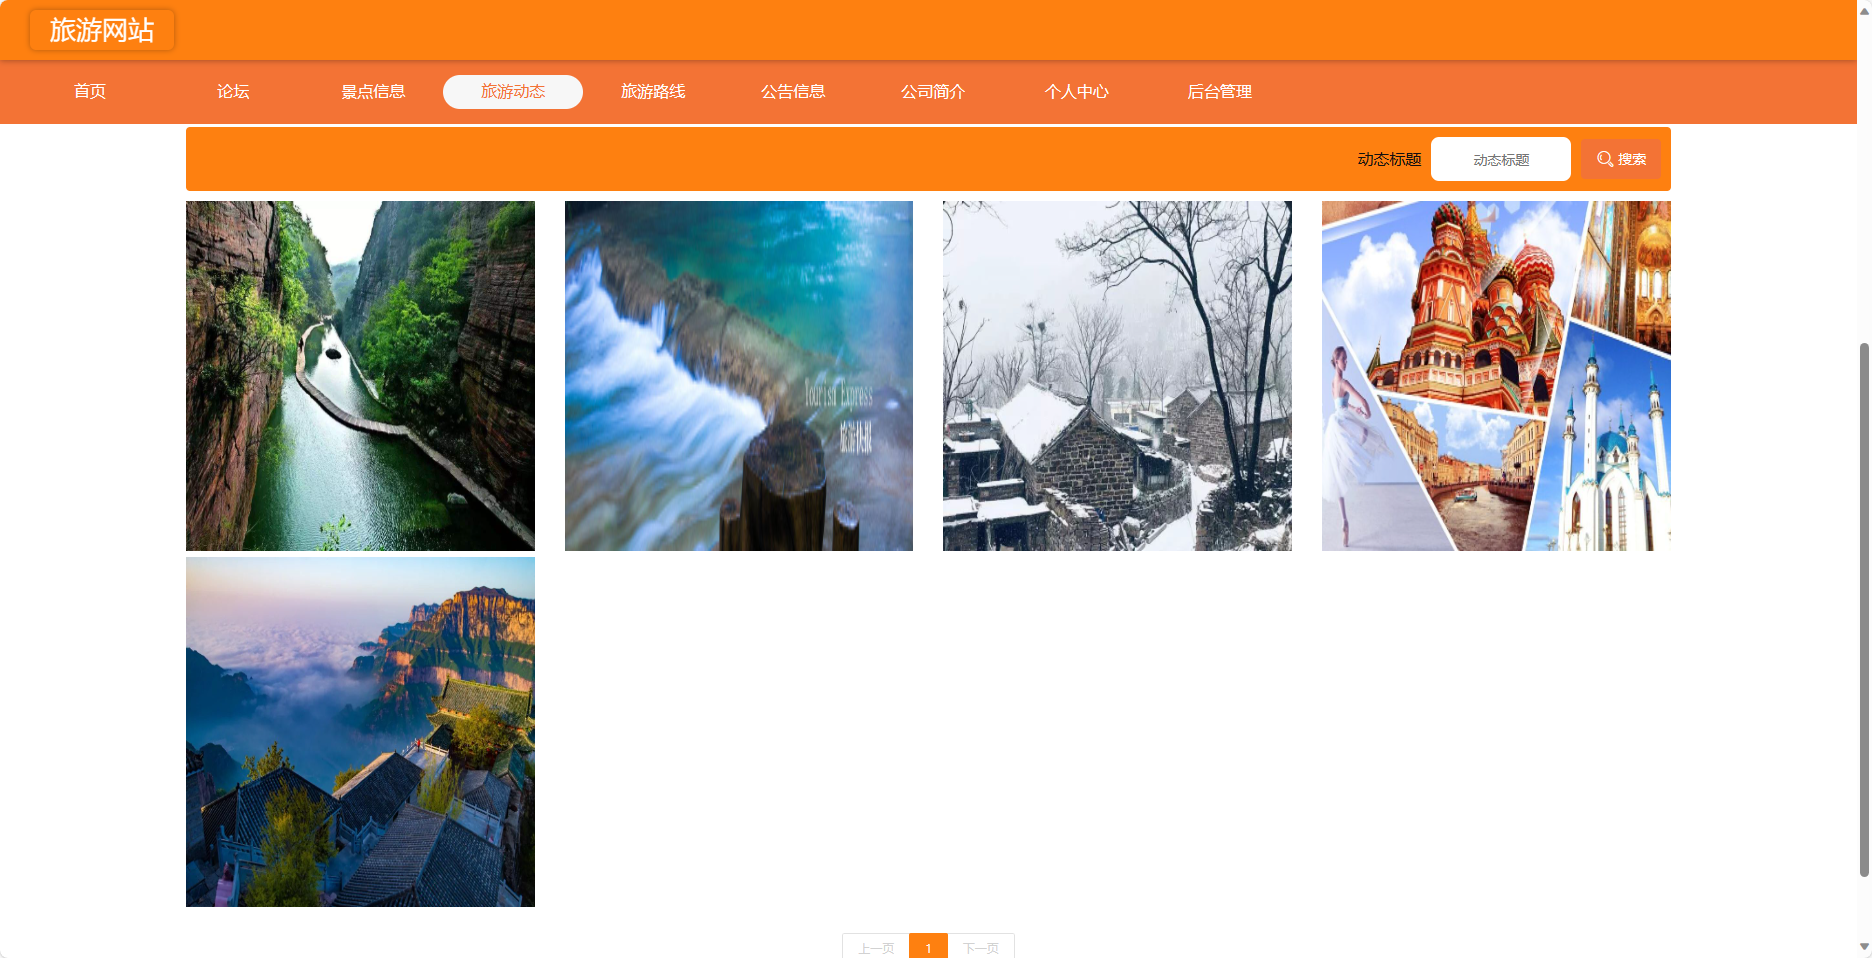 旅游网站
首页 论坛 景点信息 旅游动态 旅游路线 公告信息 公司简介 个人中心 后台管理
动态标题 动态标题 搜索
Tourism Express
旅游快报
上一页 1 下一页